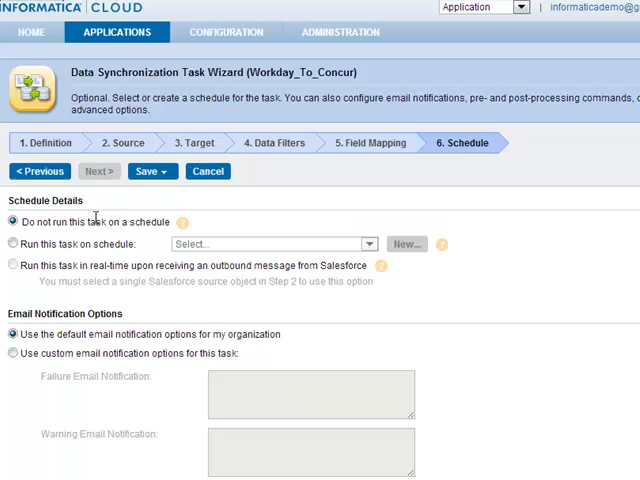 INFORMATICA CLOUD
Application
informaticademo@g
HOME
APPLICATIONS
CONFIGURATION
ADMINISTRATION
Data Synchronization Task Wizard (Workday_To_Concur)
Optional. Select or create a schedule for the task. You can also configure email notifications, pre- and post-processing commands,
advanced options.
1. Definition
2. Source
3. Target
4. Data Filters
5. Field Mapping
6. Schedule
< Previous
Next >
Save
Cancel
Schedule Details
Do not run this task on a schedule ?
Run this task on schedule: Select... New... ?
Run this task in real-time upon receiving an outbound message from Salesforce ?
You must select a single Salesforce source object in Step 2 to use this option
Email Notification Options
Use the default email notification options for my organization
Use custom email notification options for this task:
Failure Email Notification:
Warning Email Notification: